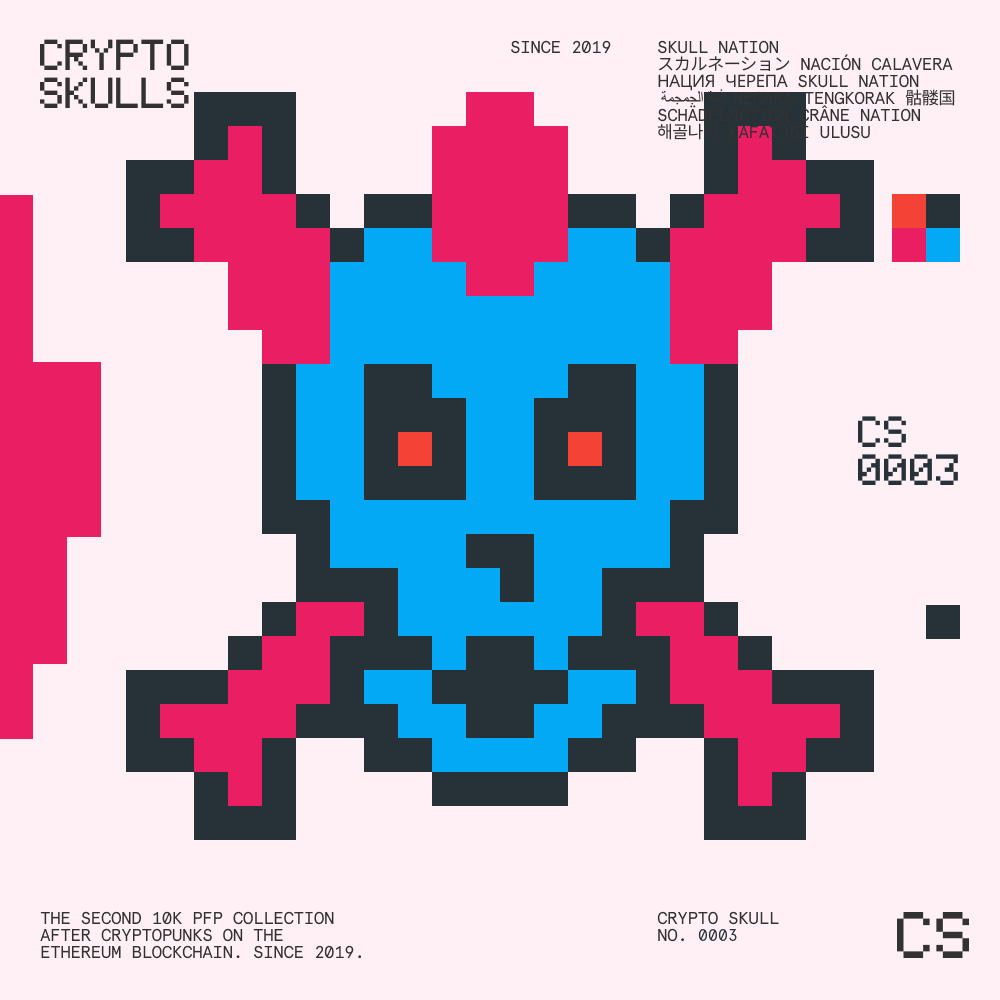 CRYPTO
SKULLS
SINCE 2019
SKULL NATION
スカルネーション NACIÓN CALAVERA
НАЦИЯ ЧЕРЕПА SKULL NATION
الجمجمة TENGKORAK 骷髅国
CRÂNE NATION
해골 ULUSU
CS
0003
THE SECOND 10K PFP COLLECTION
AFTER CRYPTOPUNKS ON THE
ETHEREUM BLOCKCHAIN. SINCE 2019.
CRYPTO SKULL
NO. 0003
CS